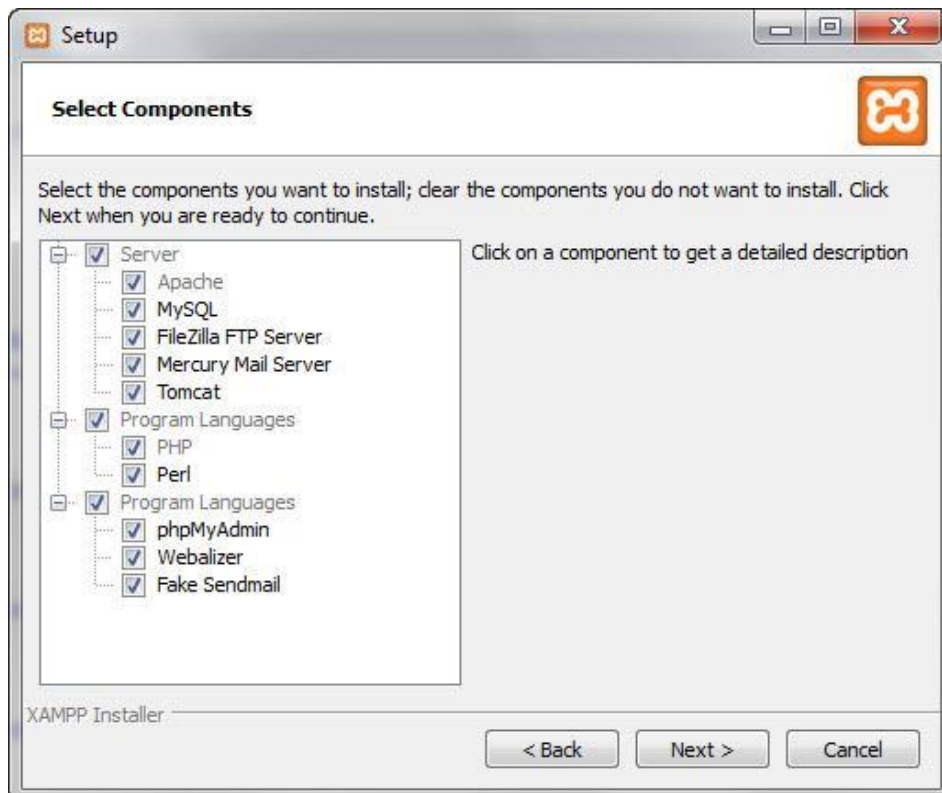 Setup
Select Components
Select the components you want to install; clear the components you do not want to install. Click
Next when you are ready to continue.
Server
Apache
MySQL
FileZilla FTP Server
Mercury Mail Server
Tomcat
Program Languages
PHP
Perl
Program Languages
phpMyAdmin
Webalizer
Fake Sendmail
Click on a component to get a detailed description
XAMPP Installer
< Back
Next >
Cancel